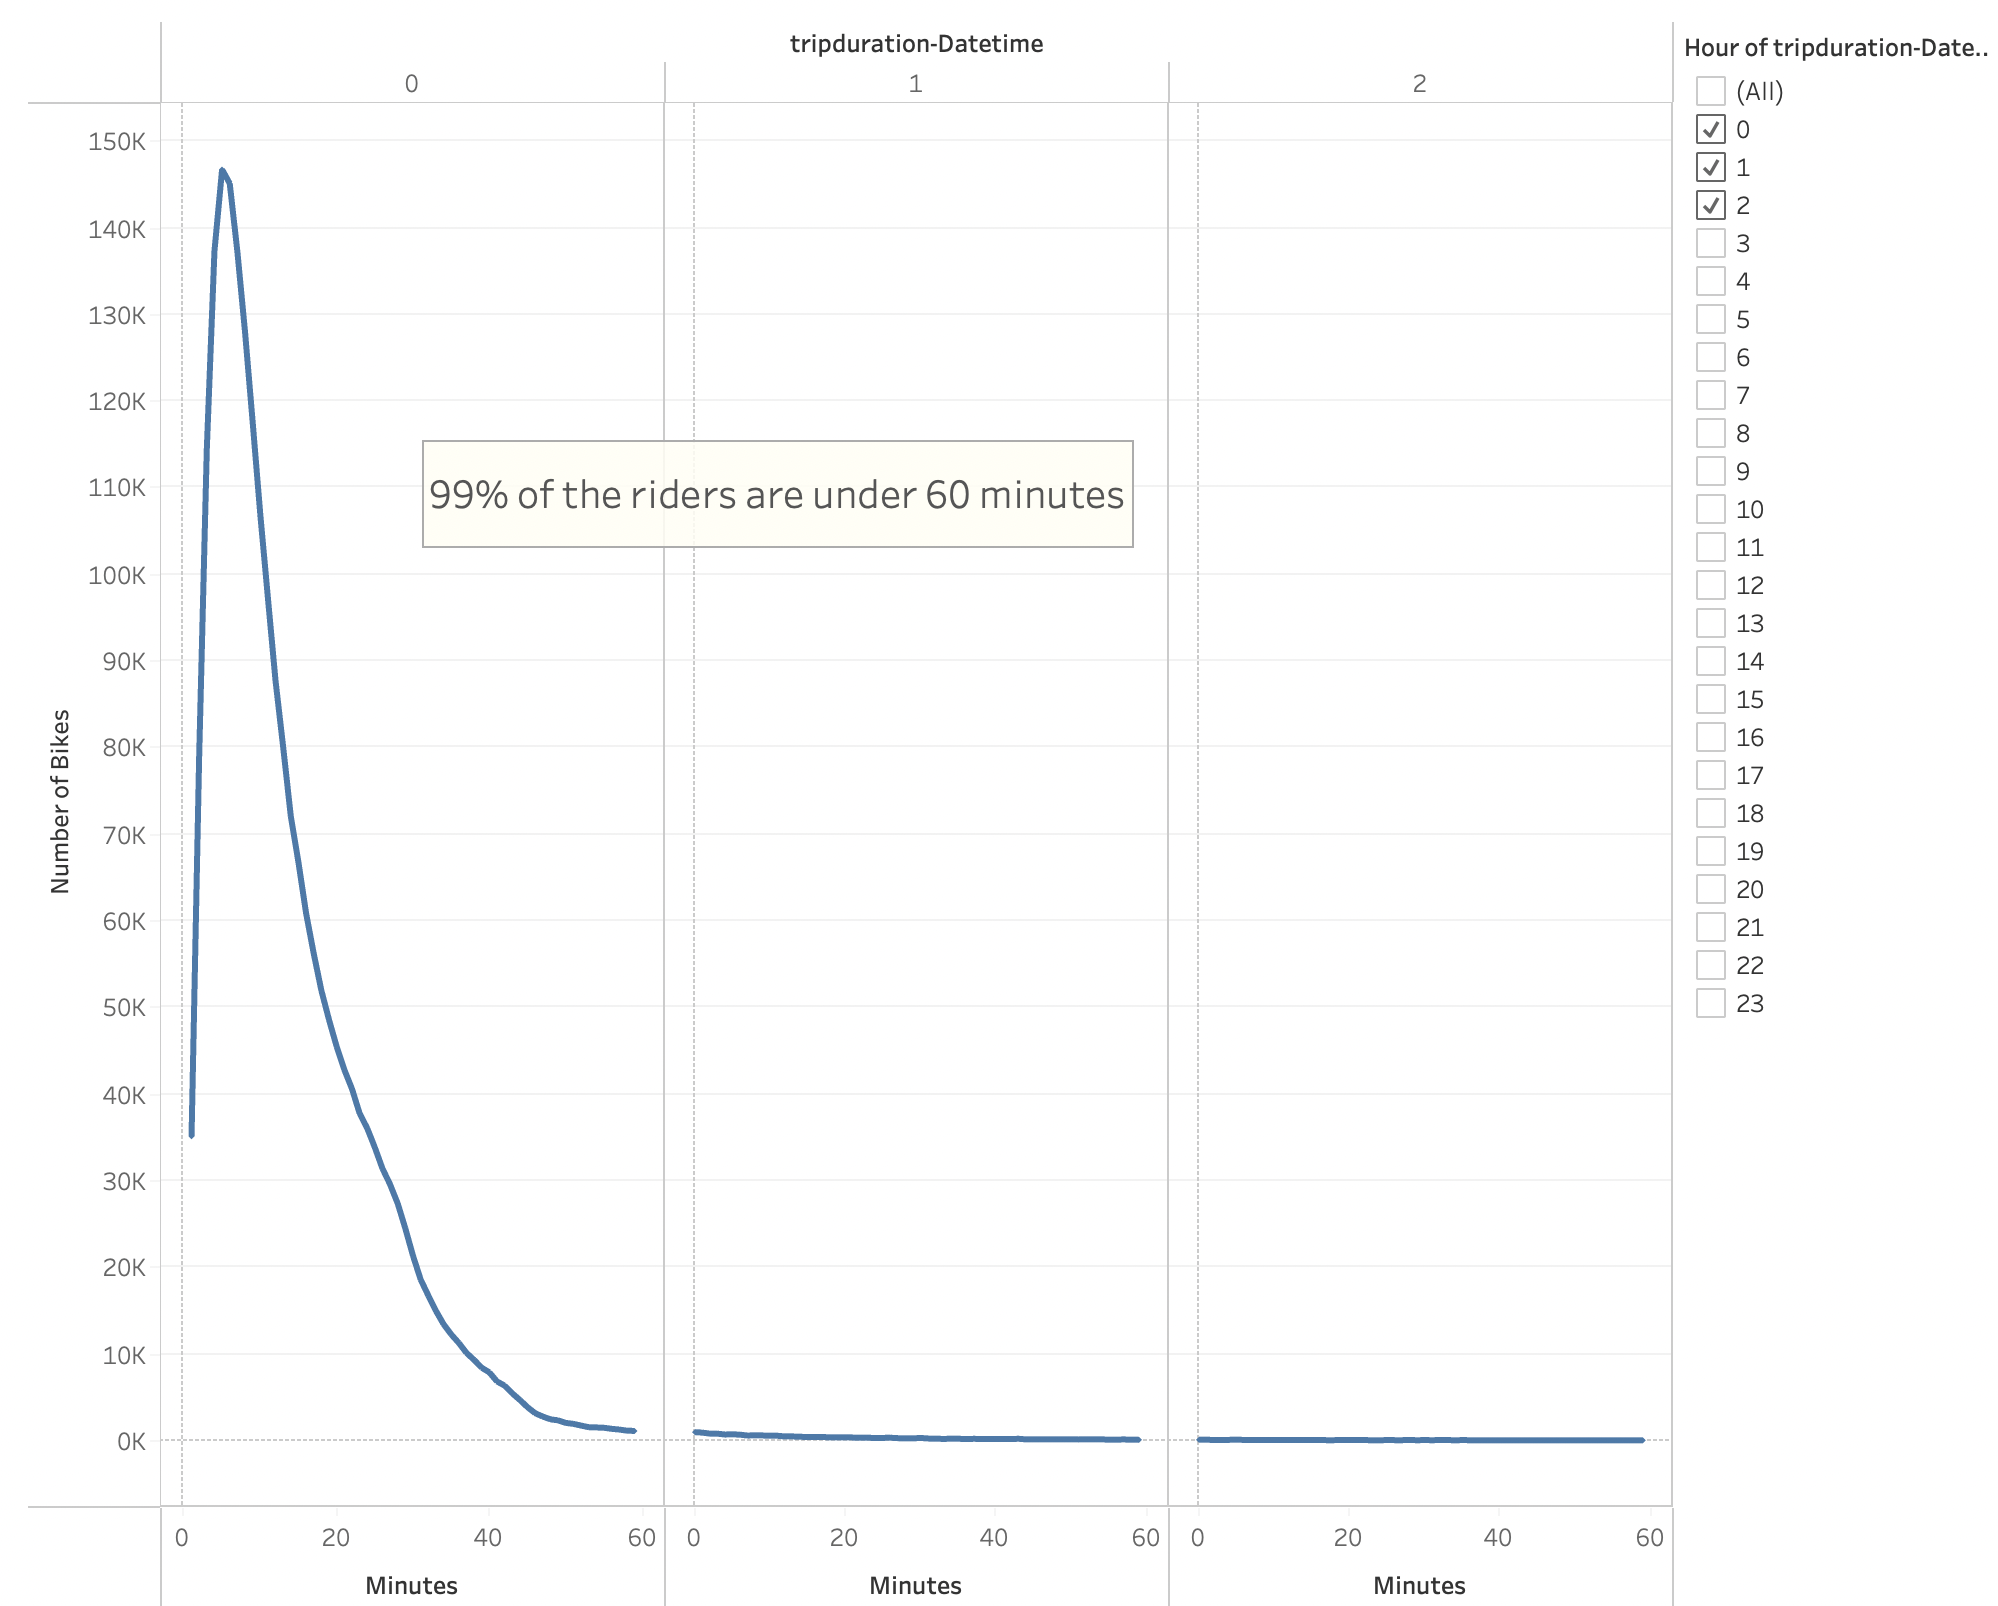 tripduration-Datetime
0
1
2
150K
140K
130K
120K
110K
100K
90K
80K
70K
60K
50K
40K
30K
20K
10K
0K
Number of Bikes
99% of the riders are under 60 minutes
0 20 40 60
0 20 40 60
0 20 40 60
Minutes
Minutes
Minutes
Hour of tripduration-Date..
(All)
0
1
2
3
4
5
6
7
8
9
10
11
12
13
14
15
16
17
18
19
20
21
22
23